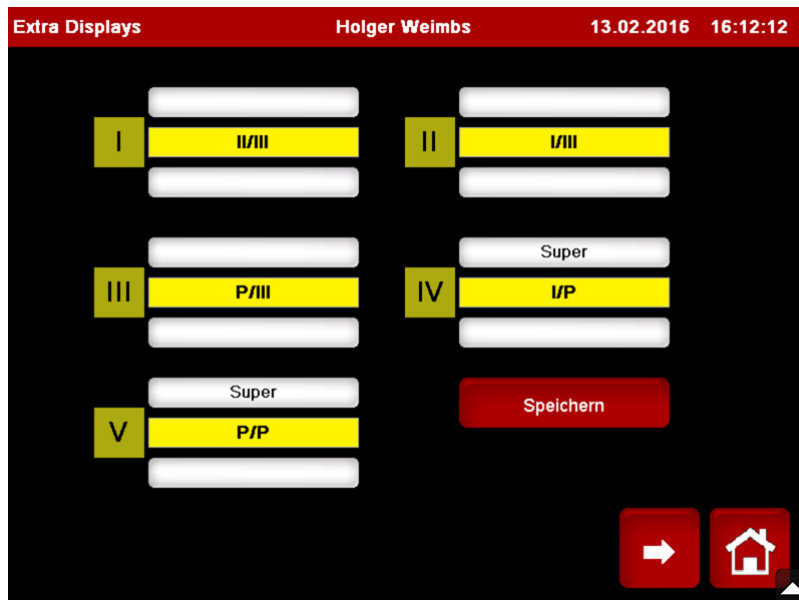 Extra Displays Holger Weimbs 13.02.2016 16:12:12
I II/III II I/III
Super
III P/III IV I/P
Super
V P/P
Speichern